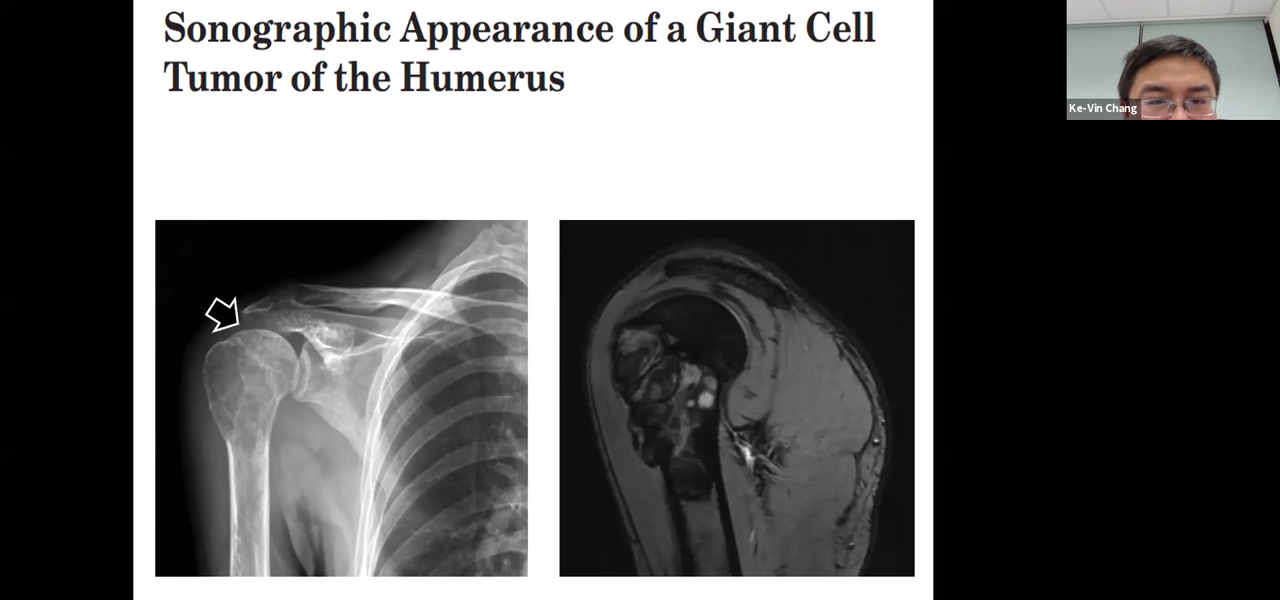 Sonographic Appearance of a Giant Cell
Tumor of the Humerus
Ke-Vin Chang